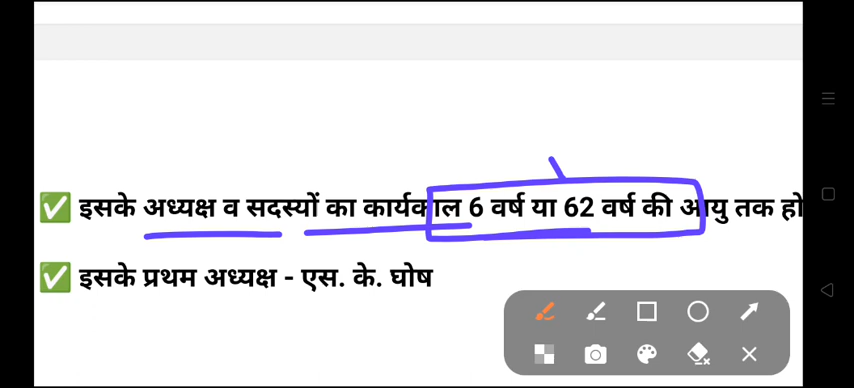 ✅ इसके अध्यक्ष व सदस्यों का कार्यकाल 6 वर्ष या 62 वर्ष की आयु तक हो
✅ इसके प्रथम अध्यक्ष - एस. के. घोष